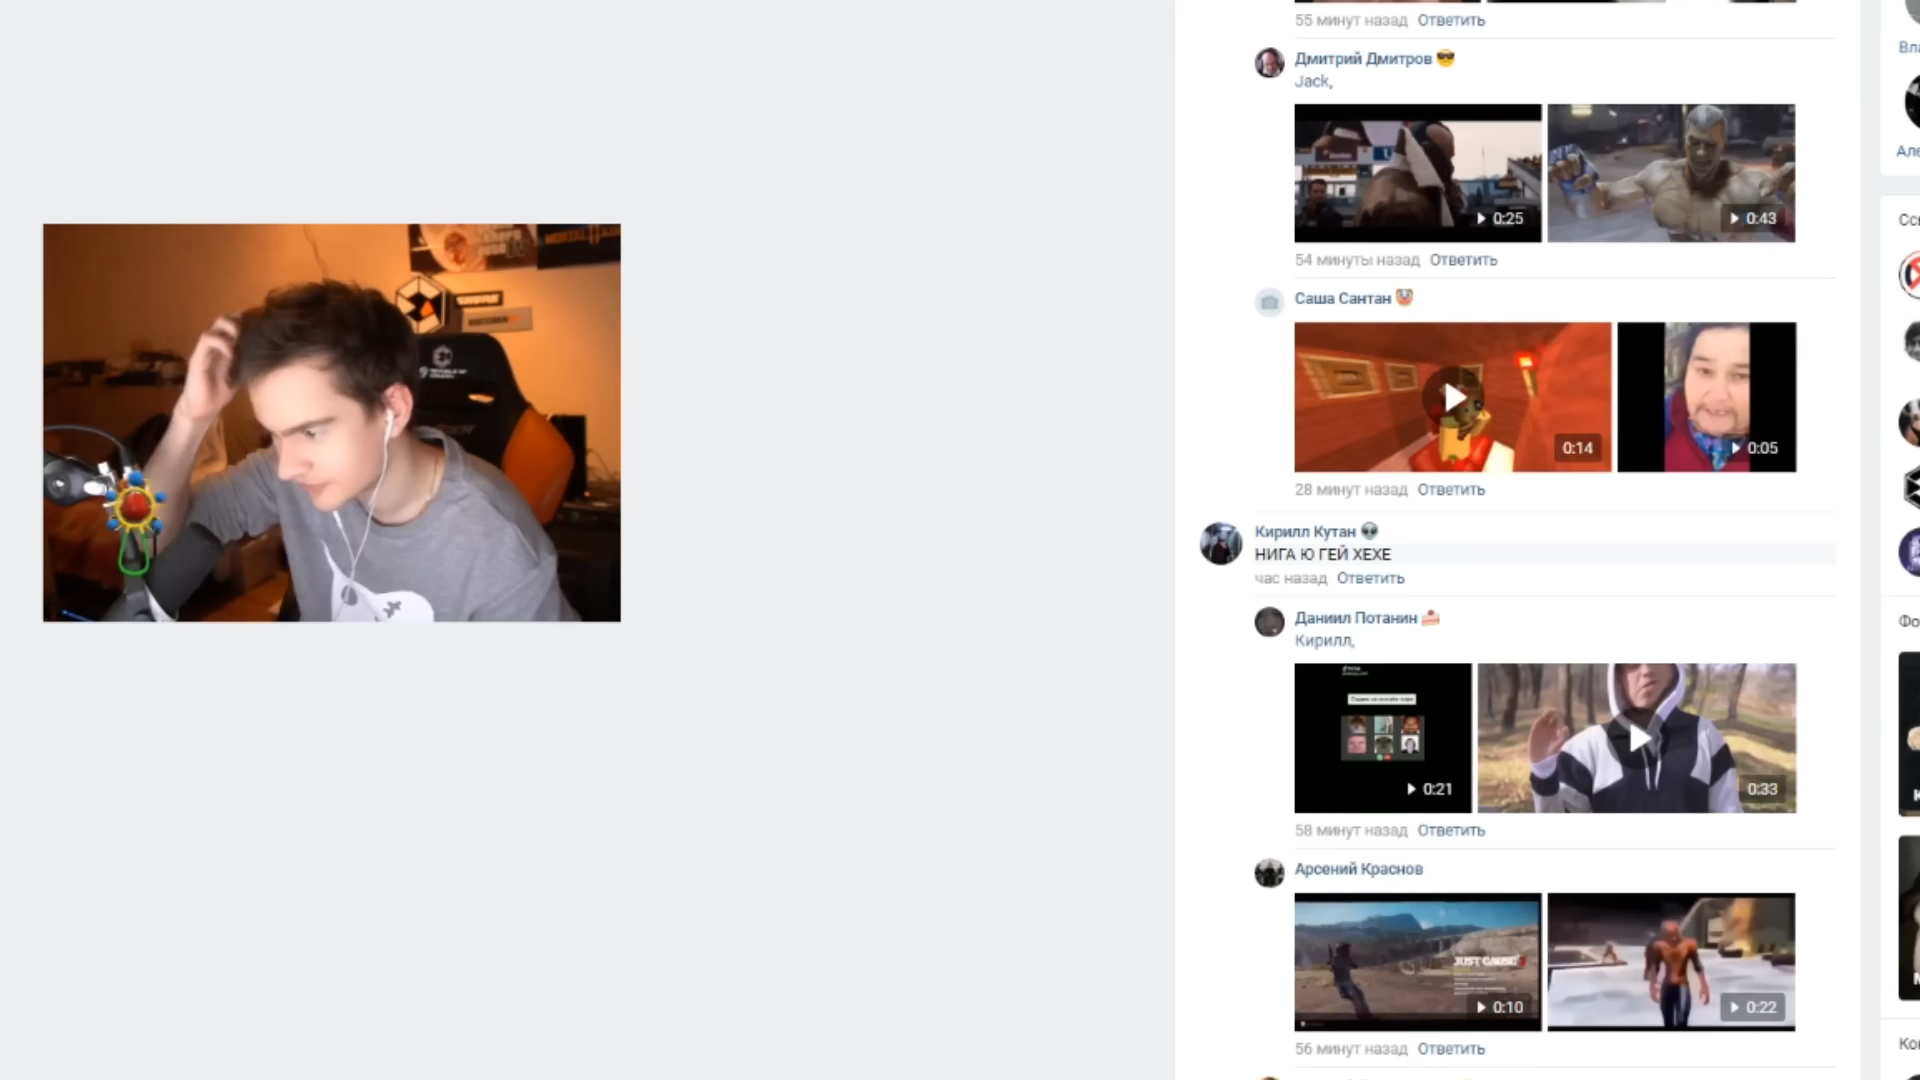 55 минут назад Ответить
Дмитрий Дмитров
Jack,
0:25
0:43
54 минуты назад Ответить
Саша Сантан
0:14
0:05
28 минут назад Ответить
Кирилл Кутан
НИГА Ю ГЕЙ ХЕХЕ
час назад Ответить
Даниил Потанин
Кирилл,
0:21
0:33
58 минут назад Ответить
Арсений Краснов
JUST CAUSE
0:10
0:22
56 минут назад Ответить